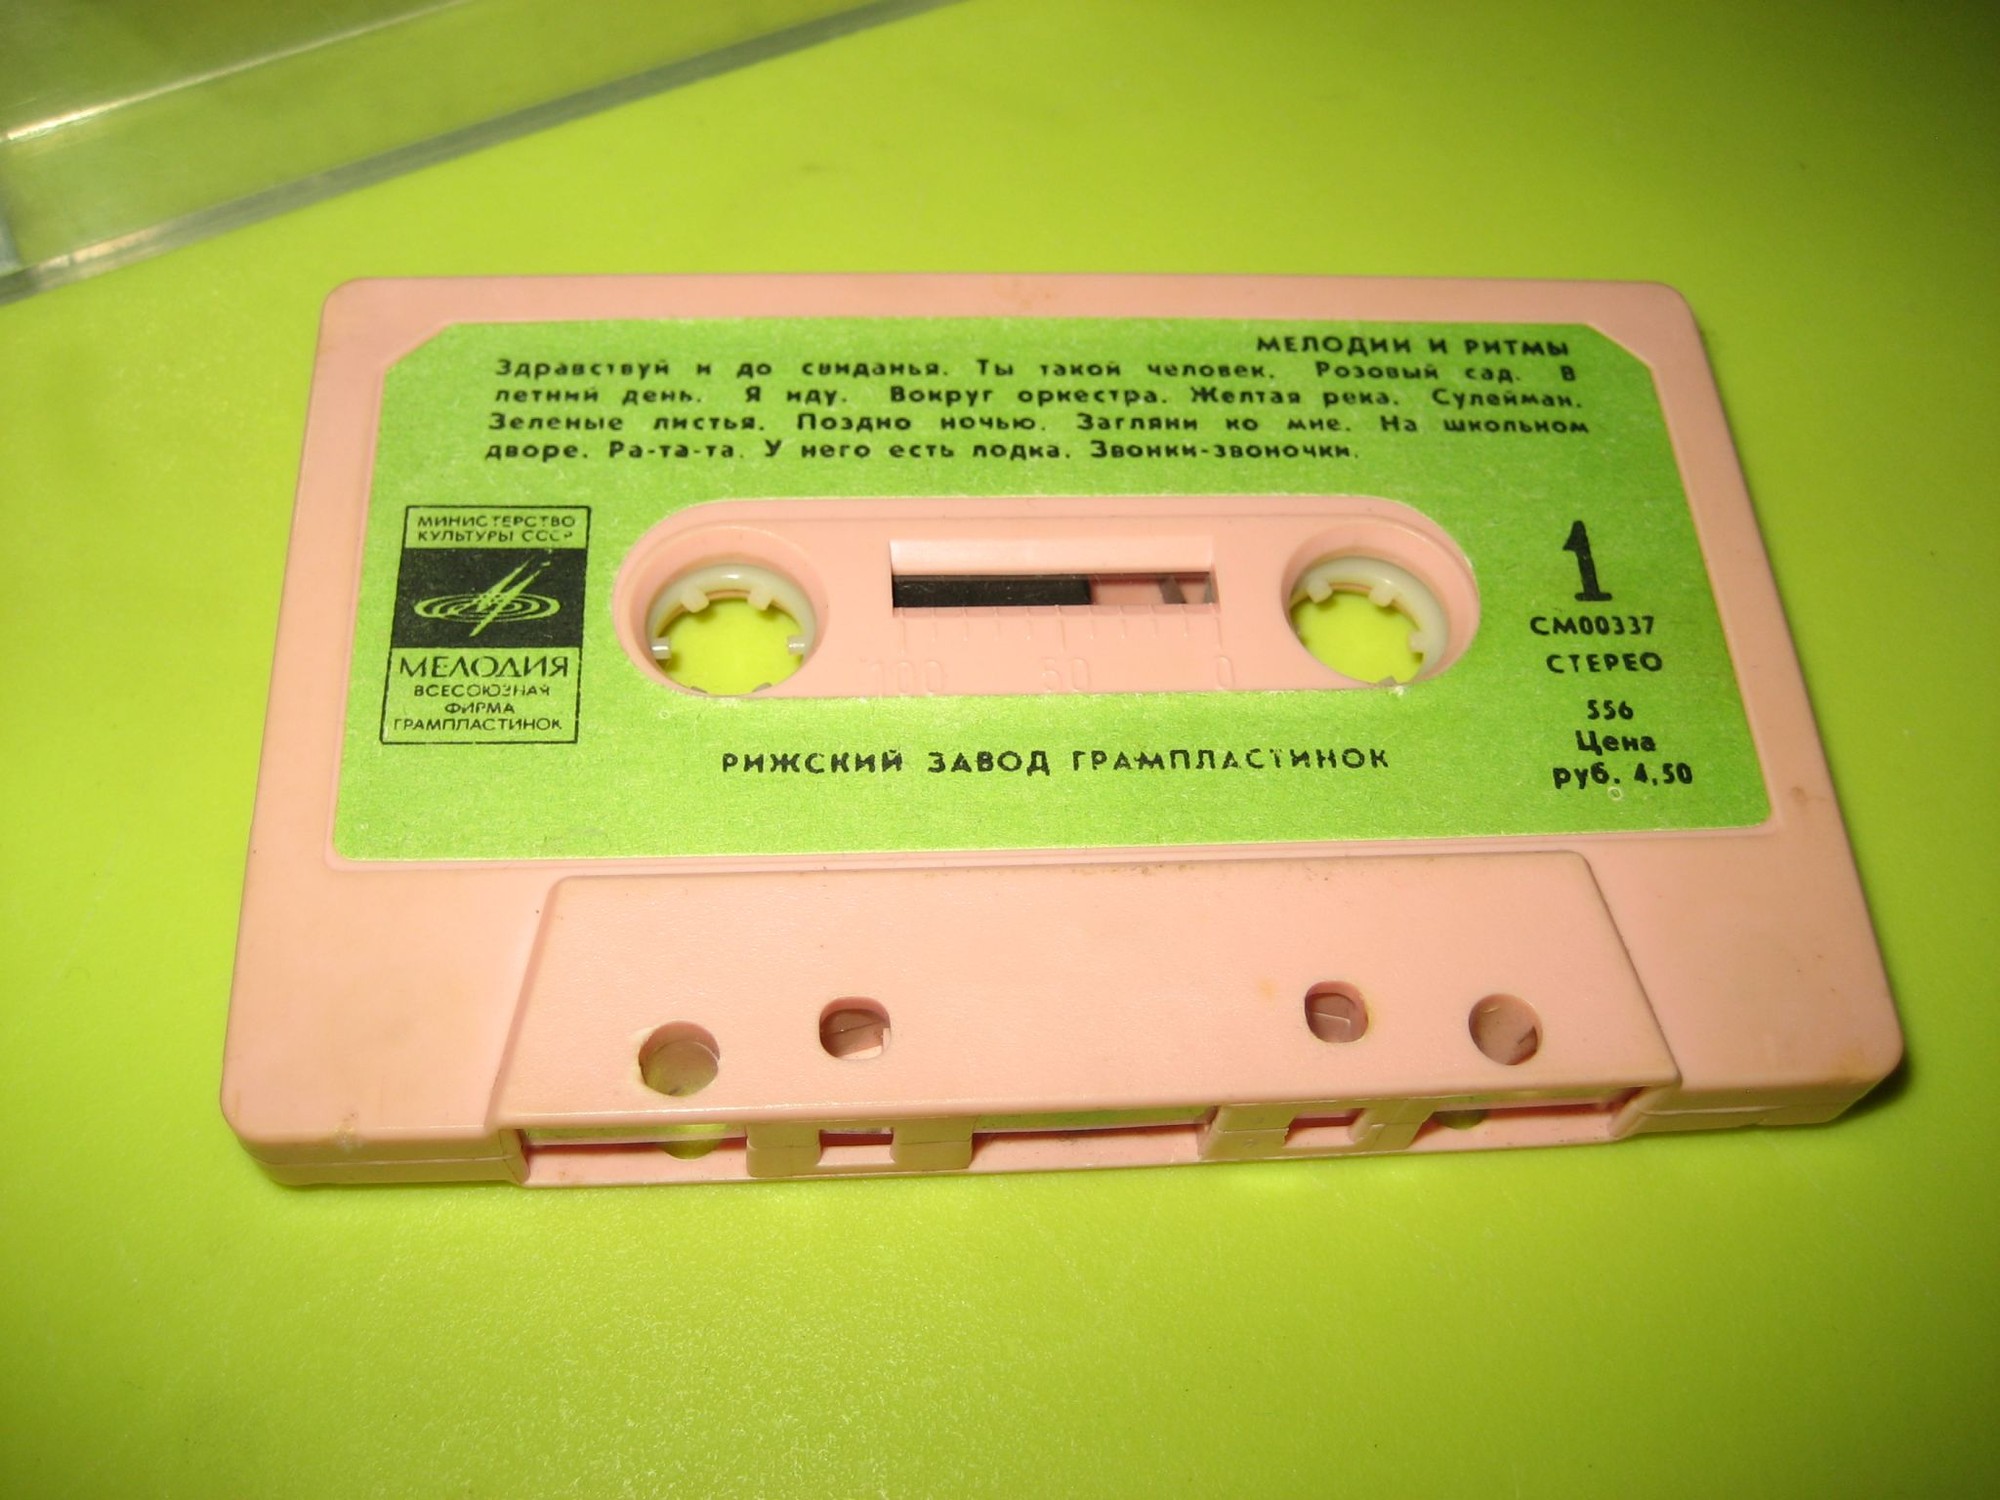 МЕЛОДИИ И РИТМЫ
Здравствуй и до свиданья. Ты такой человек. Розовый сад. В
летний день. Я иду. Вокруг оркестра. Желтая река. Сулейман.
Зеленые листья. Поздно ночью. Загляни ко мне. На школьном
дворе. Ра-та-та. У него есть лодка. Звонки-звоночки.
МИНИСТЕРСТВО
КУЛЬТУРЫ СССР
МЕЛОДИЯ
ВСЕСОЮЗНАЯ
ФИРМА
ГРАМПЛАСТИНОК
100 50 0
1
СМ00337
СТЕРЕО
556
Цена
руб. 4,50
РИЖСКИЙ ЗАВОД ГРАМПЛАСТИНОК